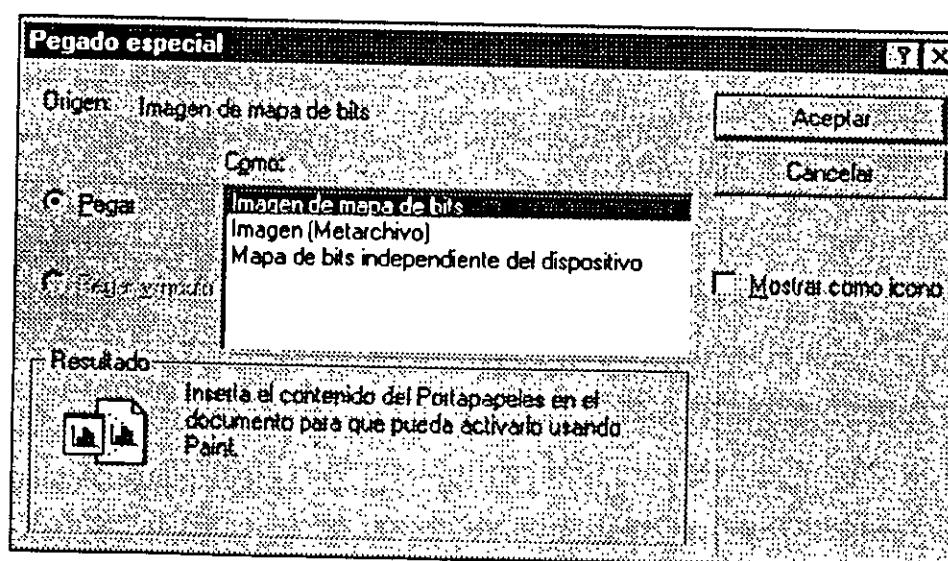 Pegado especial
Origen: Imagen de mapa de bits
Aceptar
Como:
Cancelar
Pegar
Imagen de mapa de bits
Imagen (Metarchivo)
Mapa de bits independiente del dispositivo
Pegar vínculo
Mostrar como icono
Resultado
Inserta el contenido del Portapapeles en el
documento para que pueda activarlo usando
Paint.